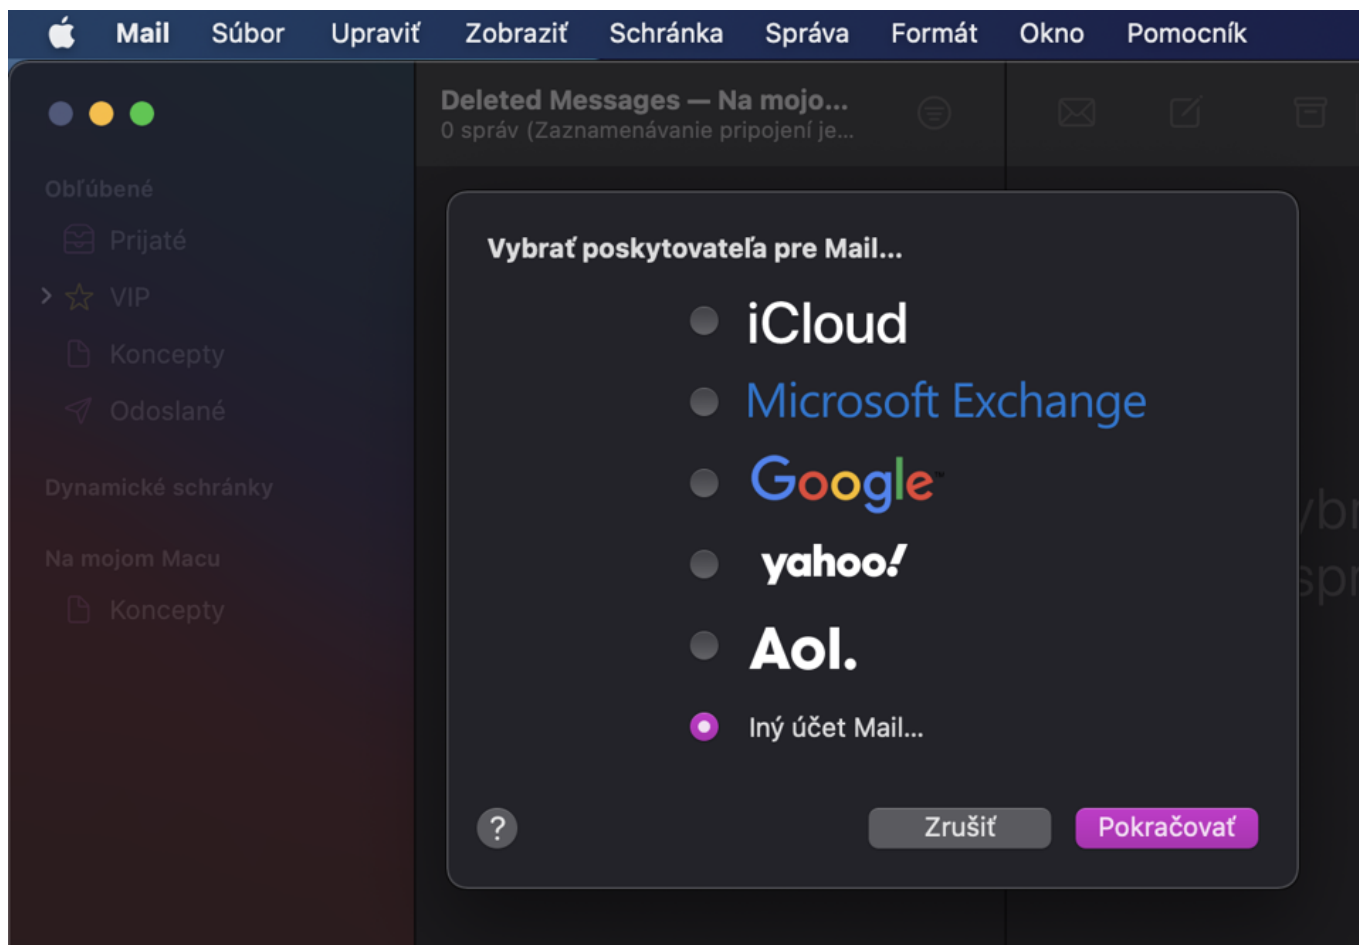 Mail Súbor Upraviť Zobraziť Schránka Správa Formát Okno Pomocník
Deleted Messages — Na mojo...
0 správ (Zaznamenávanie pripojení je...
Obľúbené
Prijaté
VIP
Koncepty
Odoslané
Dynamické schránky
Na mojom Macu
Koncepty
Vybrať poskytovateľa pre Mail...
iCloud
Microsoft Exchange
Google™
yahoo!
Aol.
Iný účet Mail...
?
Zrušiť Pokračovať